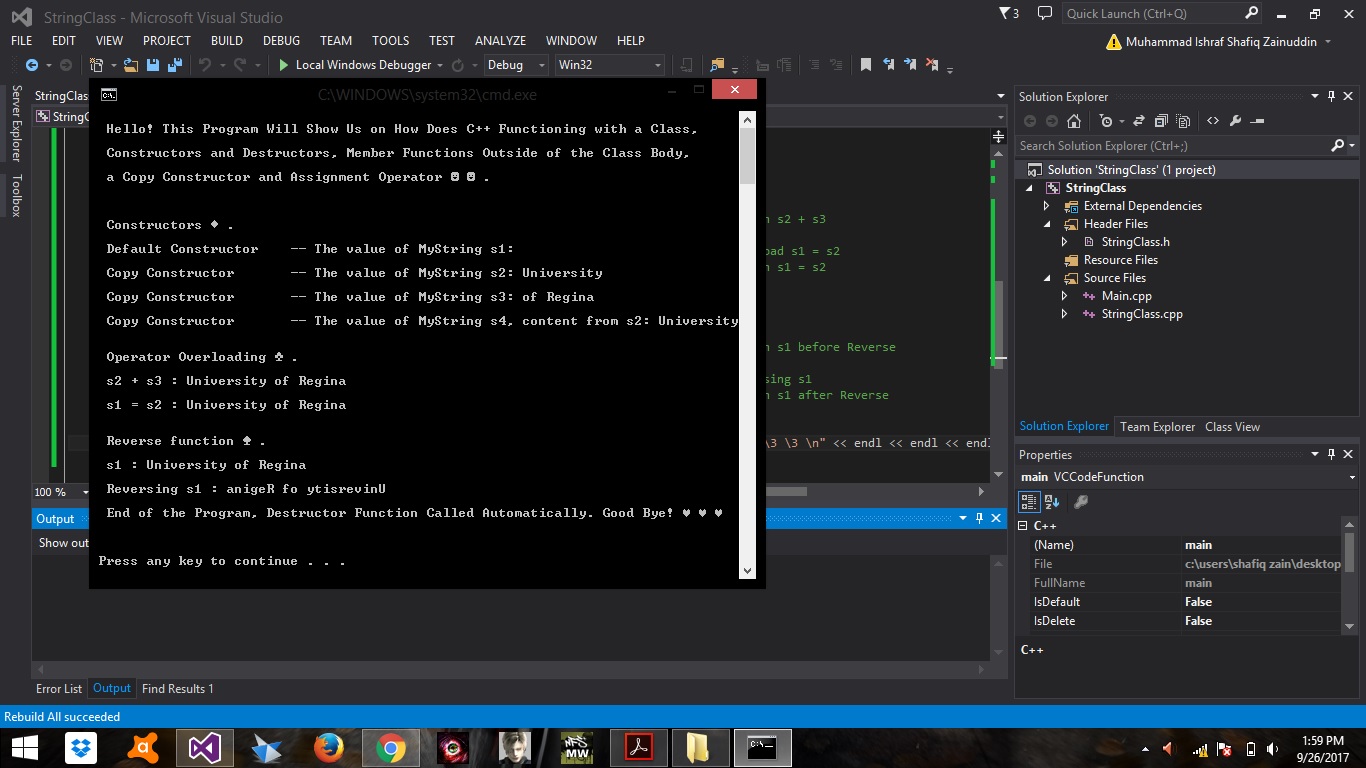 StringClass - Microsoft Visual Studio
3
Quick Launch (Ctrl+Q)
FILE EDIT VIEW PROJECT BUILD DEBUG TEAM TOOLS TEST ANALYZE WINDOW HELP
Muhammad Ishraf Shafiq Zainuddin
Local Windows Debugger Debug Win32
Server Explorer
Toolbox
C:\WINDOWS\system32\cmd.exe
Hello! This Program Will Show Us on How Does C++ Functioning with a Class,
Constructors and Destructors, Member Functions Outside of the Class Body,
a Copy Constructor and Assignment Operator ☻ ☻ .
Constructors ♦ .
Default Constructor -- The value of MyString s1:
Copy Constructor -- The value of MyString s2: University
Copy Constructor -- The value of MyString s3: of Regina
Copy Constructor -- The value of MyString s4, content from s2: University
Operator Overloading ♣ .
s2 + s3 : University of Regina
s1 = s2 : University of Regina
Reverse function ♠ .
s1 : University of Regina
Reversing s1 : anigeR fo ytisrevinU
End of the Program, Destructor Function Called Automatically. Good Bye! ♥ ♥ ♥
Press any key to continue . . .
s2 + s3
s1 = s2
s1 = s2
s1 before Reverse
s1
s1 after Reverse
\3 \3 \n" << endl << endl << endl
100 %
Output
Show out
Error List Output Find Results 1
Rebuild All succeeded
Solution Explorer
Search Solution Explorer (Ctrl+;)
Solution 'StringClass' (1 project)
StringClass
External Dependencies
Header Files
StringClass.h
Resource Files
Source Files
Main.cpp
StringClass.cpp
Solution Explorer Team Explorer Class View
Properties
main VCCodeFunction
C++
(Name) main
File c:\users\shafiq zain\desktop
FullName main
IsDefault False
IsDelete False
C++
NFS
MW
C:\
1:59 PM
9/26/2017